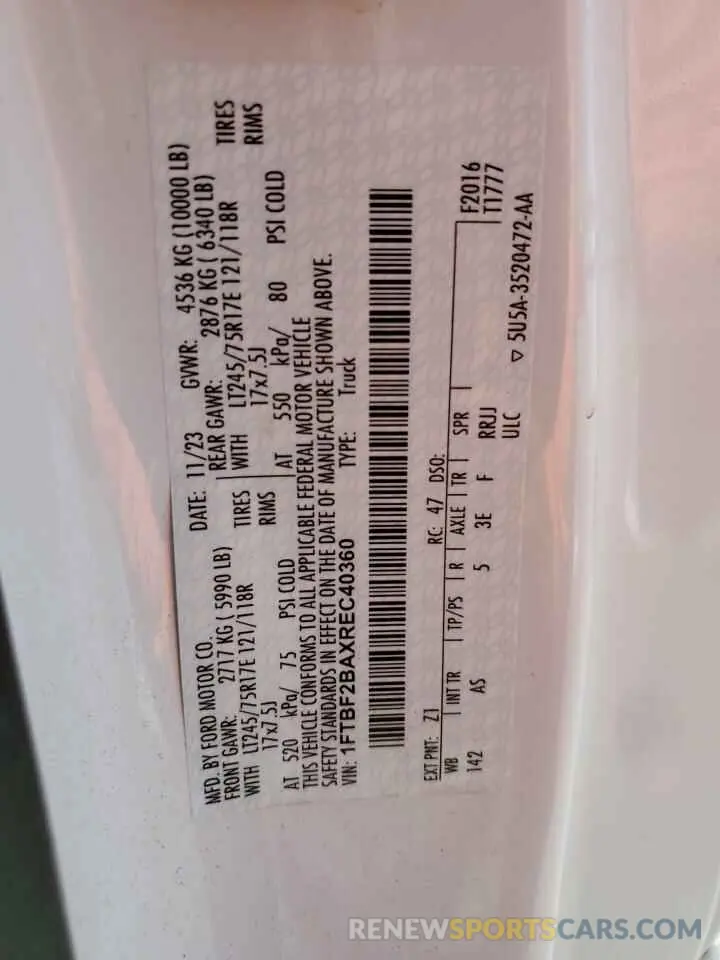 MFD. BY FORD MOTOR CO.
DATE: 11/23 GVWR: 4536 KG (10000 LB)
FRONT GAWR: 2717 KG ( 5990 LB) REAR GAWR: 2876 KG ( 6340 LB)
WITH LT245/75R17E 121/118R TIRES WITH LT245/75R17E 121/118R TIRES
17x7.5J RIMS 17x7.5J RIMS
AT 520 kPa/ 75 PSI COLD AT 550 kPa/ 80 PSI COLD
THIS VEHICLE CONFORMS TO ALL APPLICABLE FEDERAL MOTOR VEHICLE
SAFETY STANDARDS IN EFFECT ON THE DATE OF MANUFACTURE SHOWN ABOVE.
VIN: 1FTBF2BAXREC40360 TYPE: Truck
EXT PNT: Z1 RC: 47 DSO:
WB INT TR TP/PS R AXLE TR SPR F2016
142 AS 5 3E F RRJJ T1777
ULC
▽ 5U5A-3520472-AA
RENEWSPORTSCARS.COM